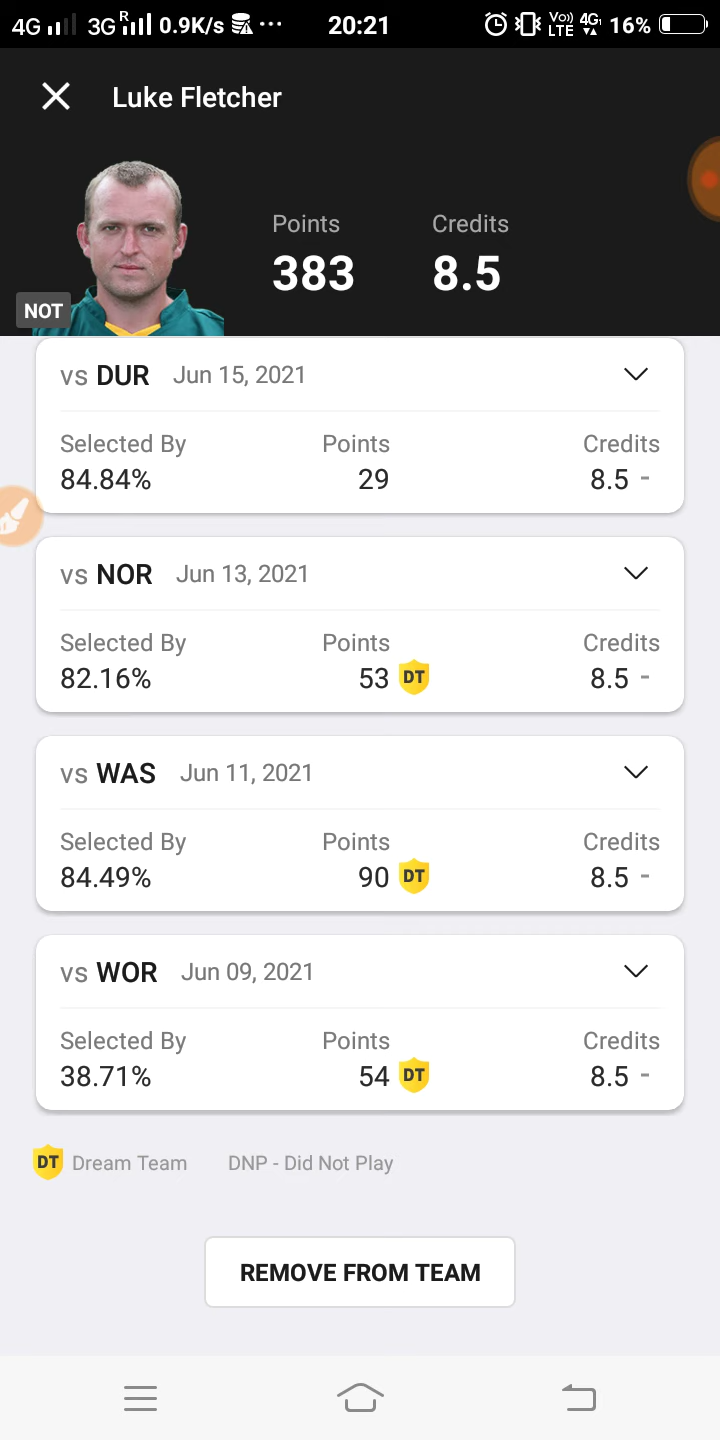 4G 3G R 0.9K/s ... 20:21 Vo)) LTE 4G 16%
Luke Fletcher
Points Credits
383 8.5
NOT
vs DUR Jun 15, 2021
Selected By Points Credits
84.84% 29 8.5 -
vs NOR Jun 13, 2021
Selected By Points Credits
82.16% 53 DT 8.5 -
vs WAS Jun 11, 2021
Selected By Points Credits
84.49% 90 DT 8.5 -
vs WOR Jun 09, 2021
Selected By Points Credits
38.71% 54 DT 8.5 -
DT Dream Team DNP - Did Not Play
REMOVE FROM TEAM